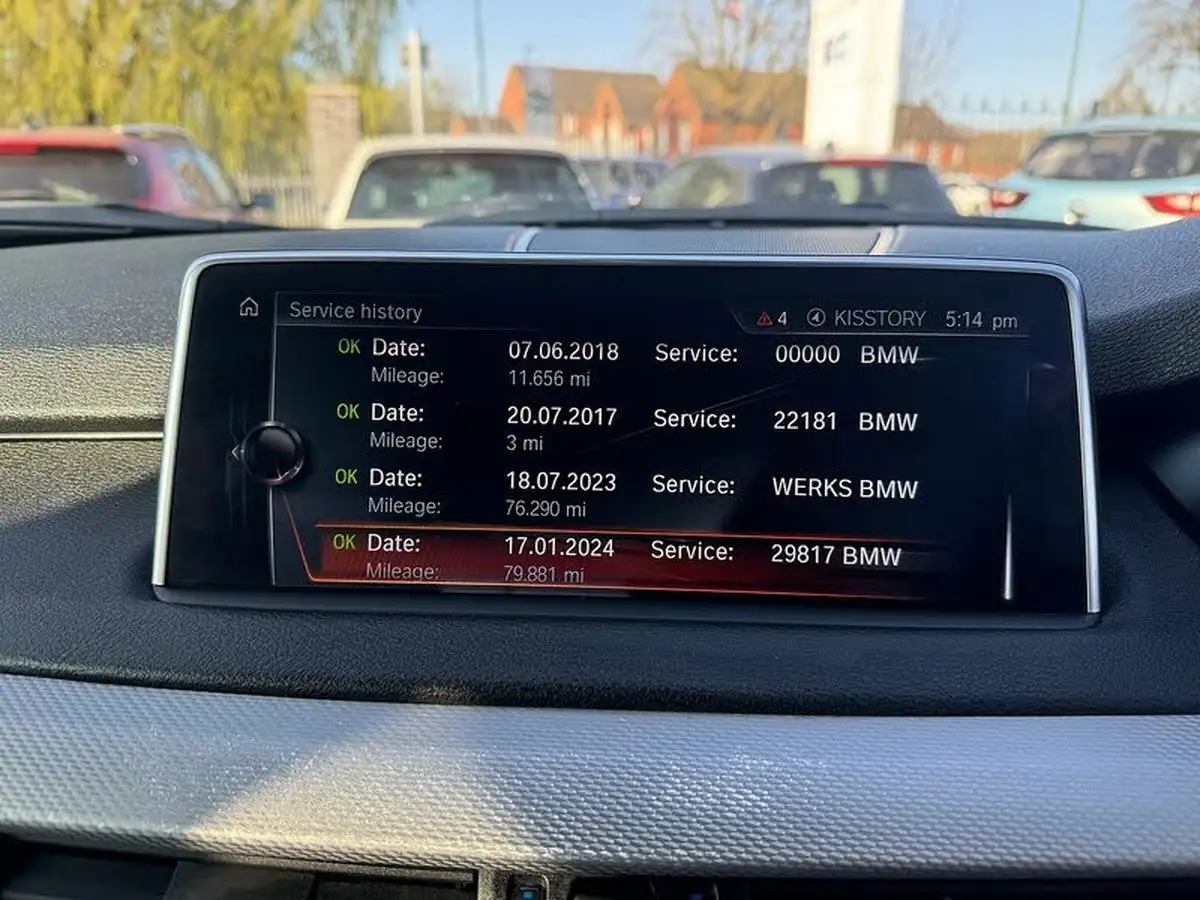 Service history
4 KISSTORY 5:14 pm
OK Date: 07.06.2018 Service: 00000 BMW
Mileage: 11.656 mi
OK Date: 20.07.2017 Service: 22181 BMW
Mileage: 3 mi
OK Date: 18.07.2023 Service: WERKS BMW
Mileage: 76.290 mi
OK Date: 17.01.2024 Service: 29817 BMW
Mileage: 79.881 mi